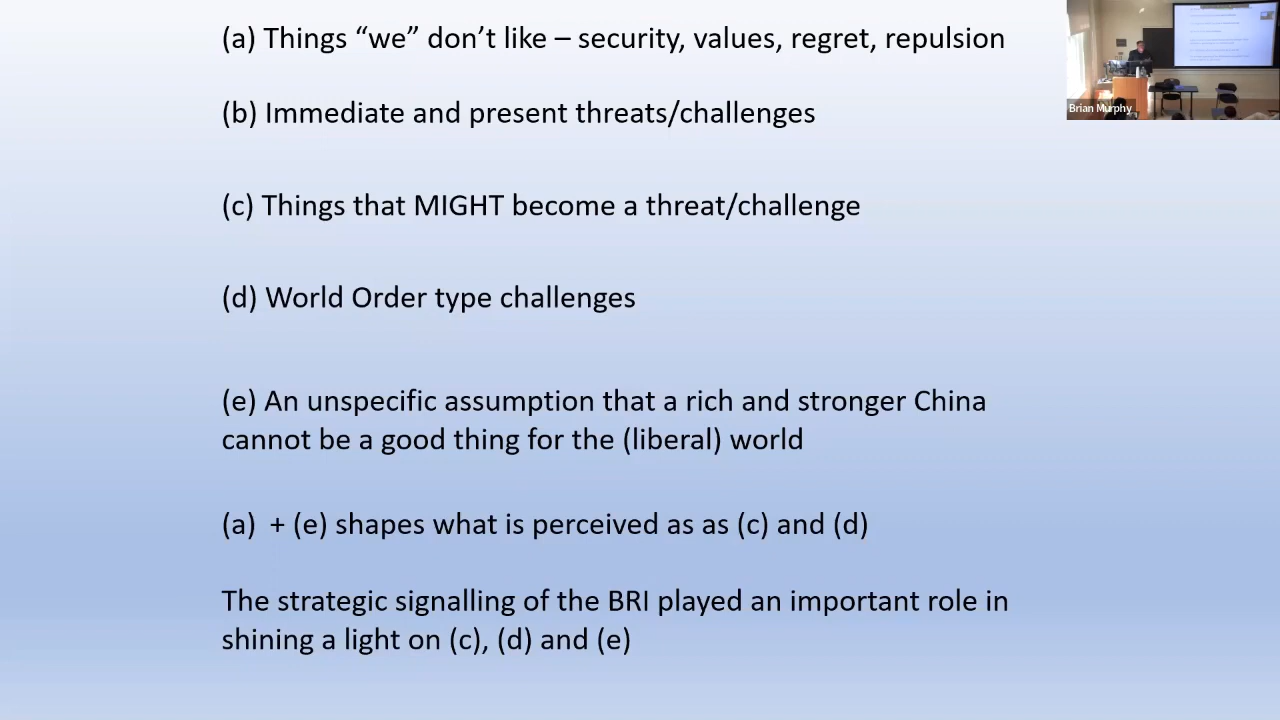 (a) Things “we” don’t like – security, values, regret, repulsion
(b) Immediate and present threats/challenges
(c) Things that MIGHT become a threat/challenge
(d) World Order type challenges
(e) An unspecific assumption that a rich and stronger China
cannot be a good thing for the (liberal) world
(a)  + (e) shapes what is perceived as as (c) and (d)
The strategic signalling of the BRI played an important role in
shining a light on (c), (d) and (e)
Brian Murphy